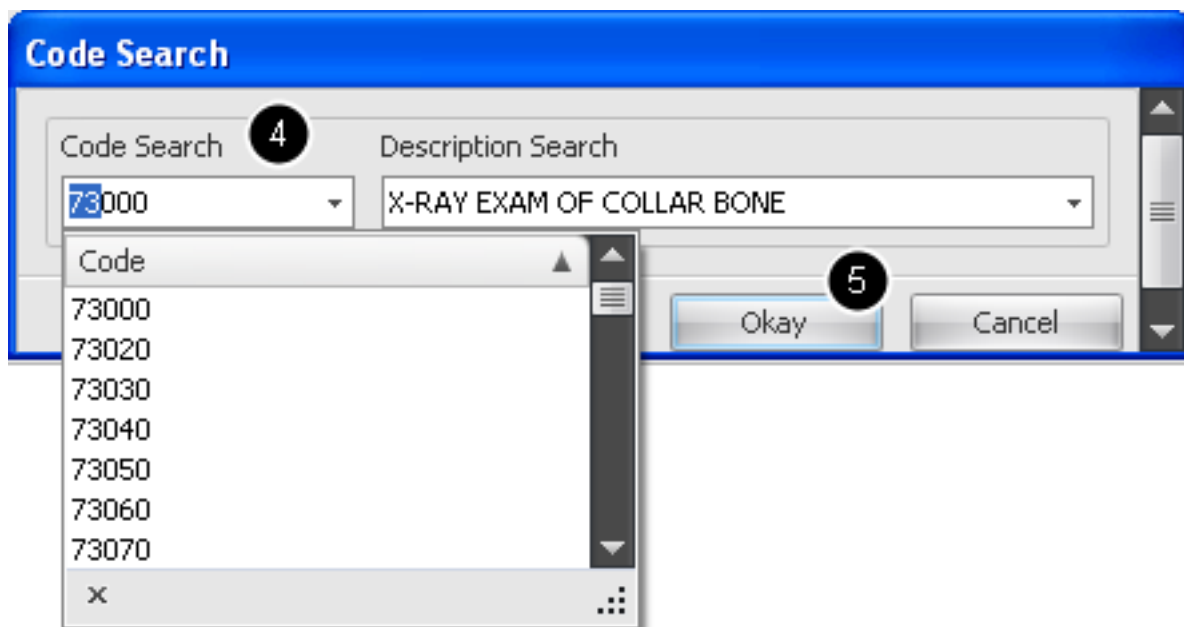 Code Search
Code Search 4 Description Search
73000 X-RAY EXAM OF COLLAR BONE
Code
5
73000
Okay Cancel
73020
73030
73040
73050
73060
73070